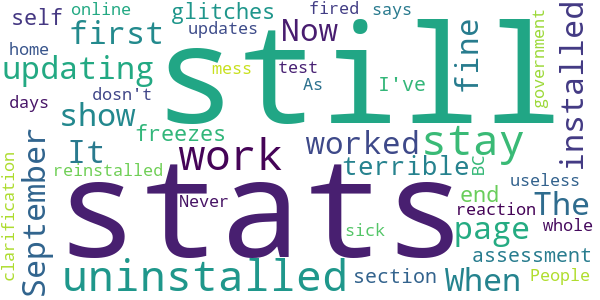 self online glitches fired says
first updates Now
home updating still fine installed government
mess test As I've
days dosn't show
freezes
September It work worked stay
reinstalled terrible BC
clarification stats end useless
Never reaction The
sick page whole
uninstalled section When assessment
People